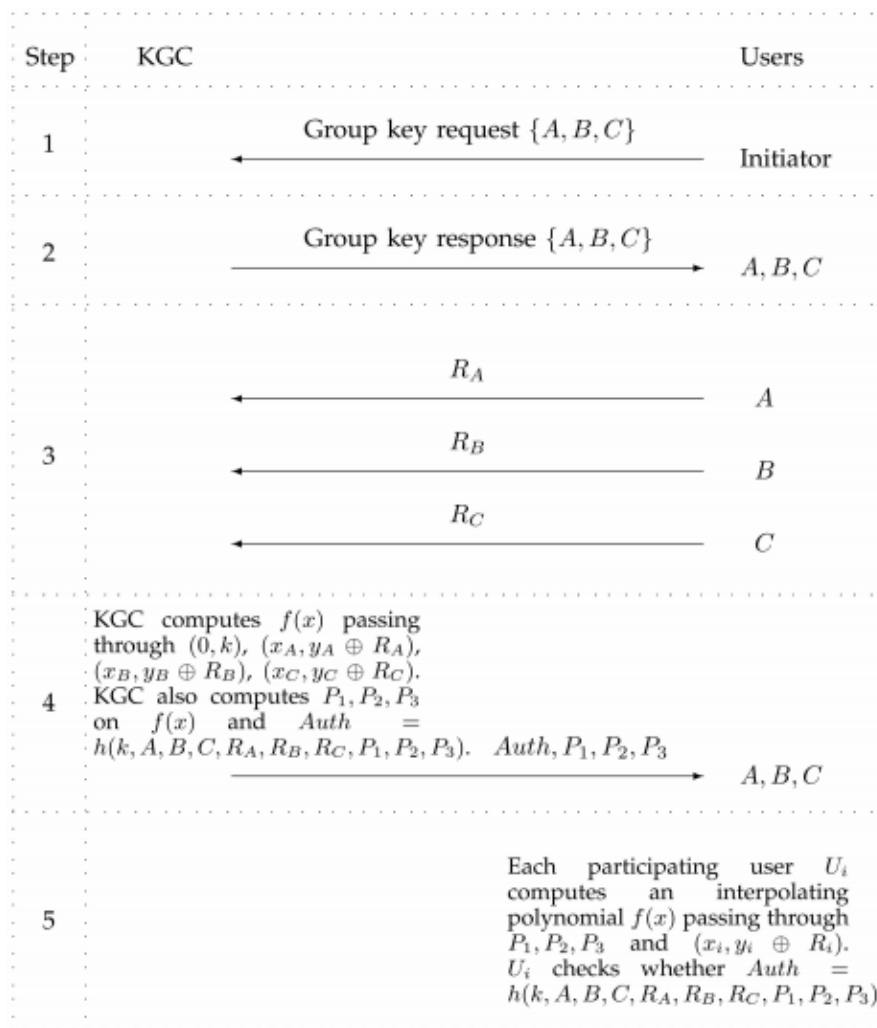 Step KGC Users
1 Group key request {A, B, C} Initiator
2 Group key response {A, B, C} A, B, C
R_A
A
R_B
3 B
R_C
C
KGC computes f(x) passing
through (0, k), (x_A, y_A ⊕ R_A),
(x_B, y_B ⊕ R_B), (x_C, y_C ⊕ R_C).
4 KGC also computes P_1, P_2, P_3
on f(x) and Auth =
h(k, A, B, C, R_A, R_B, R_C, P_1, P_2, P_3). Auth, P_1, P_2, P_3
A, B, C
Each participating user U_i
computes an interpolating
5 polynomial f(x) passing through
P_1, P_2, P_3 and (x_i, y_i ⊕ R_i).
U_i checks whether Auth =
h(k, A, B, C, R_A, R_B, R_C, P_1, P_2, P_3)